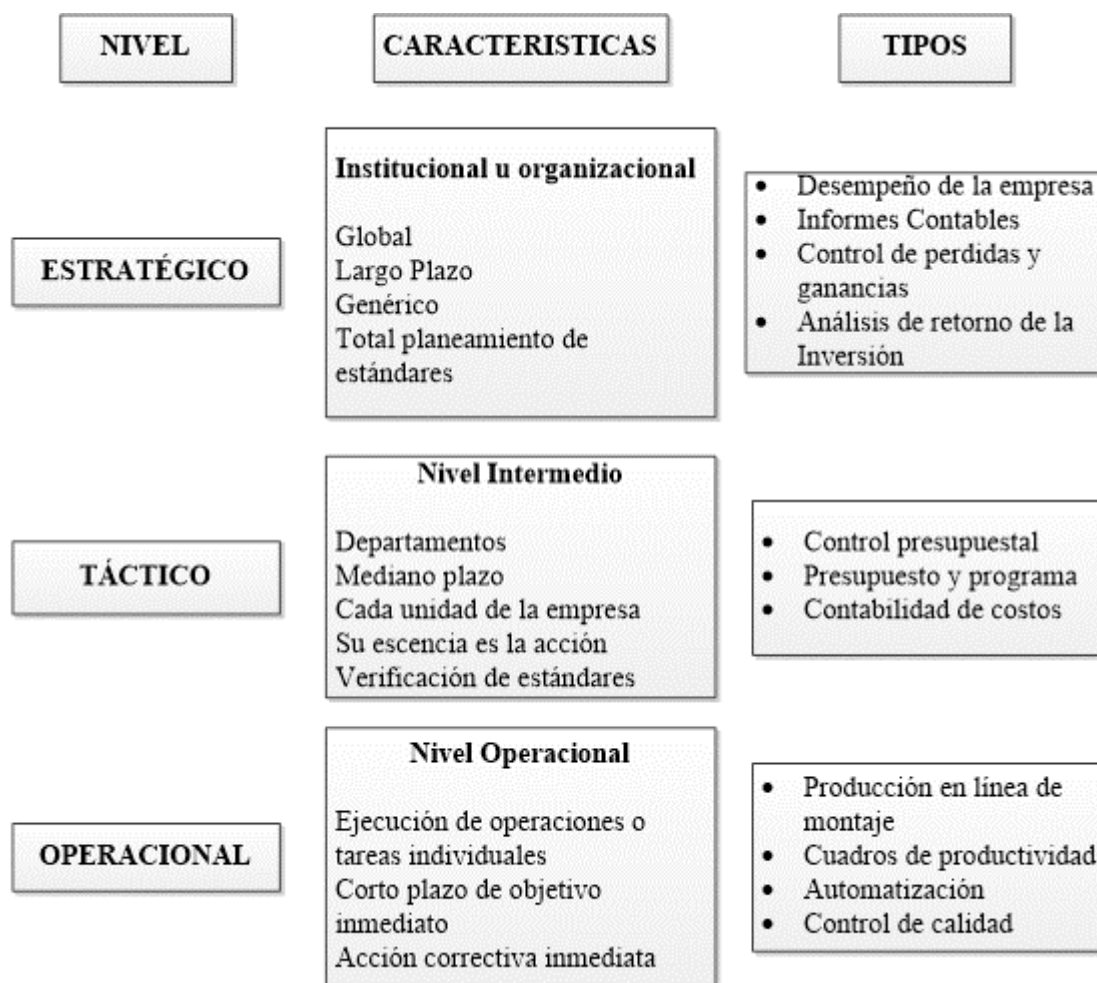 NIVEL
CARACTERISTICAS
TIPOS
ESTRATÉGICO
Institucional u organizacional
Global
Largo Plazo
Genérico
Total planeamiento de
estándares
• Desempeño de la empresa
• Informes Contables
• Control de perdidas y
ganancias
• Análisis de retorno de la
Inversión
TÁCTICO
Nivel Intermedio
Departamentos
Mediano plazo
Cada unidad de la empresa
Su escencia es la acción
Verificación de estándares
• Control presupuestal
• Presupuesto y programa
• Contabilidad de costos
OPERACIONAL
Nivel Operacional
Ejecución de operaciones o
tareas individuales
Corto plazo de objetivo
inmediato
Acción correctiva inmediata
• Producción en línea de
montaje
• Cuadros de productividad
• Automatización
• Control de calidad